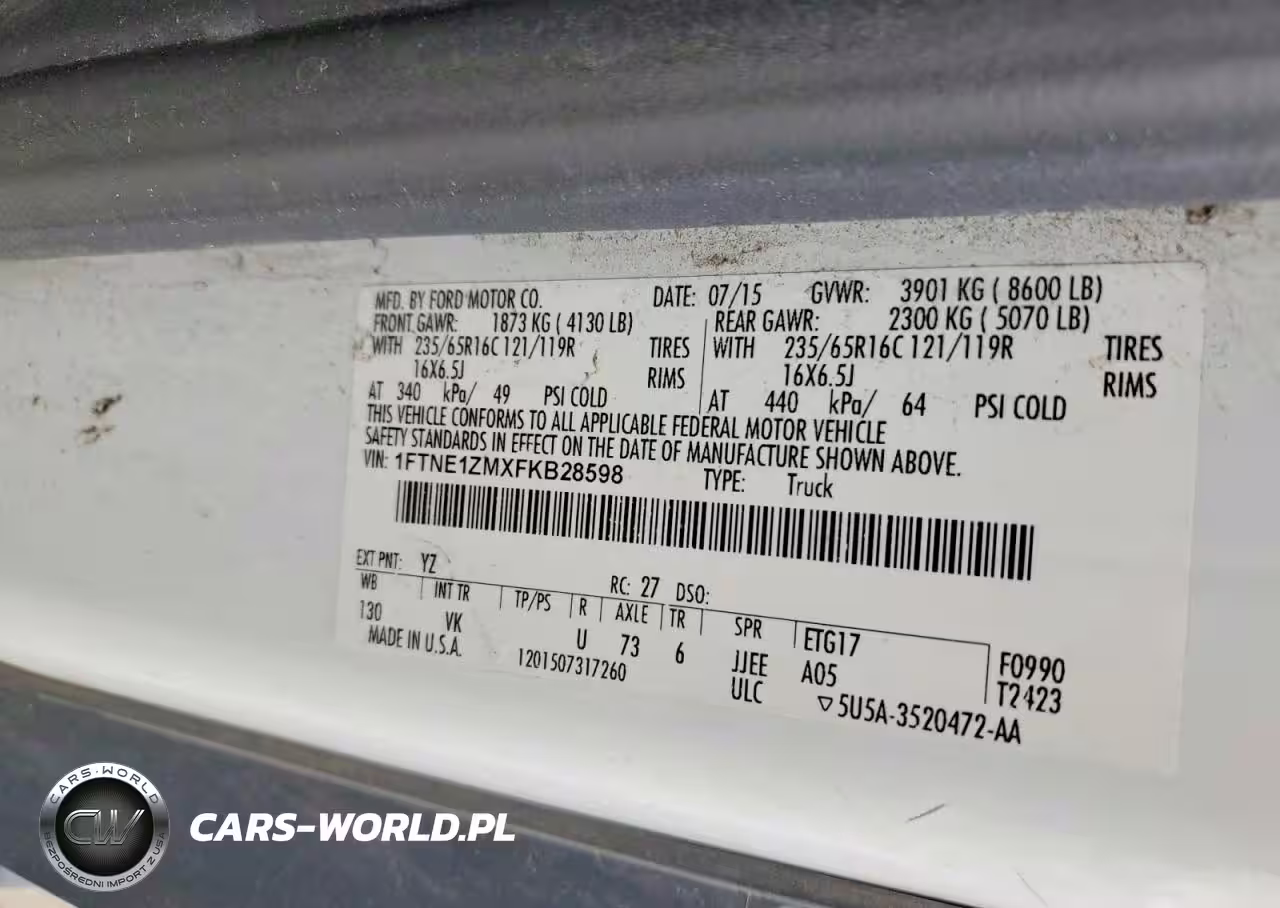 MFD. BY FORD MOTOR CO. DATE: 07/15 GVWR: 3901 KG ( 8600 LB)
FRONT GAWR: 1873 KG ( 4130 LB) REAR GAWR: 2300 KG ( 5070 LB)
WITH 235/65R16C 121/119R TIRES WITH 235/65R16C 121/119R TIRES
16X6.5J RIMS 16X6.5J RIMS
AT 340 kPa/ 49 PSI COLD AT 440 kPa/ 64 PSI COLD
THIS VEHICLE CONFORMS TO ALL APPLICABLE FEDERAL MOTOR VEHICLE
SAFETY STANDARDS IN EFFECT ON THE DATE OF MANUFACTURE SHOWN ABOVE.
VIN: 1FTNE1ZMXFKB28598 TYPE: Truck
EXT PNT: YZ RC: 27 DSO:
WB INT TR TP/PS R AXLE TR SPR ETG17 F0990
130 VK U 73 6 JJEE A05 T2423
MADE IN U.S.A. 1201507317260 ULC ▽5U5A-3520472-AA
CARS-WORLD
CW
BEZPOŚREDNI IMPORT Z USA
CARS-WORLD.PL